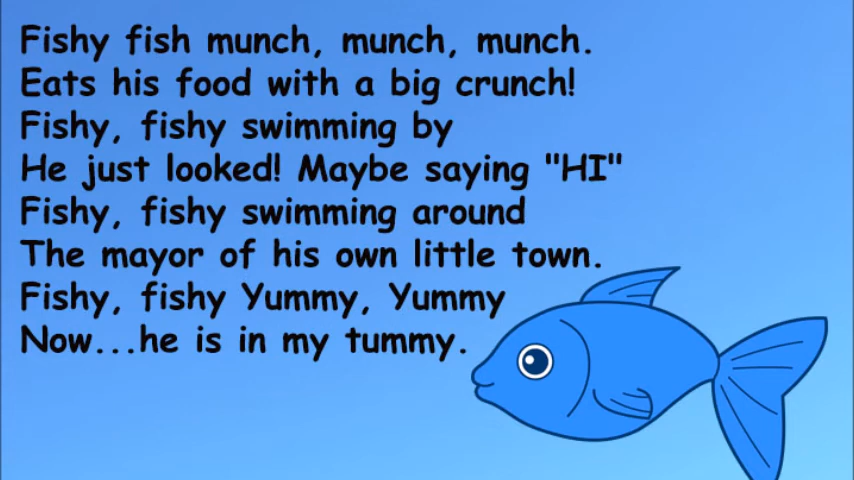 Fishy fish munch, munch, munch.
Eats his food with a big crunch!
Fishy, fishy swimming by
He just looked! Maybe saying "HI"
Fishy, fishy swimming around
The mayor of his own little town.
Fishy, fishy Yummy, Yummy
Now...he is in my tummy.